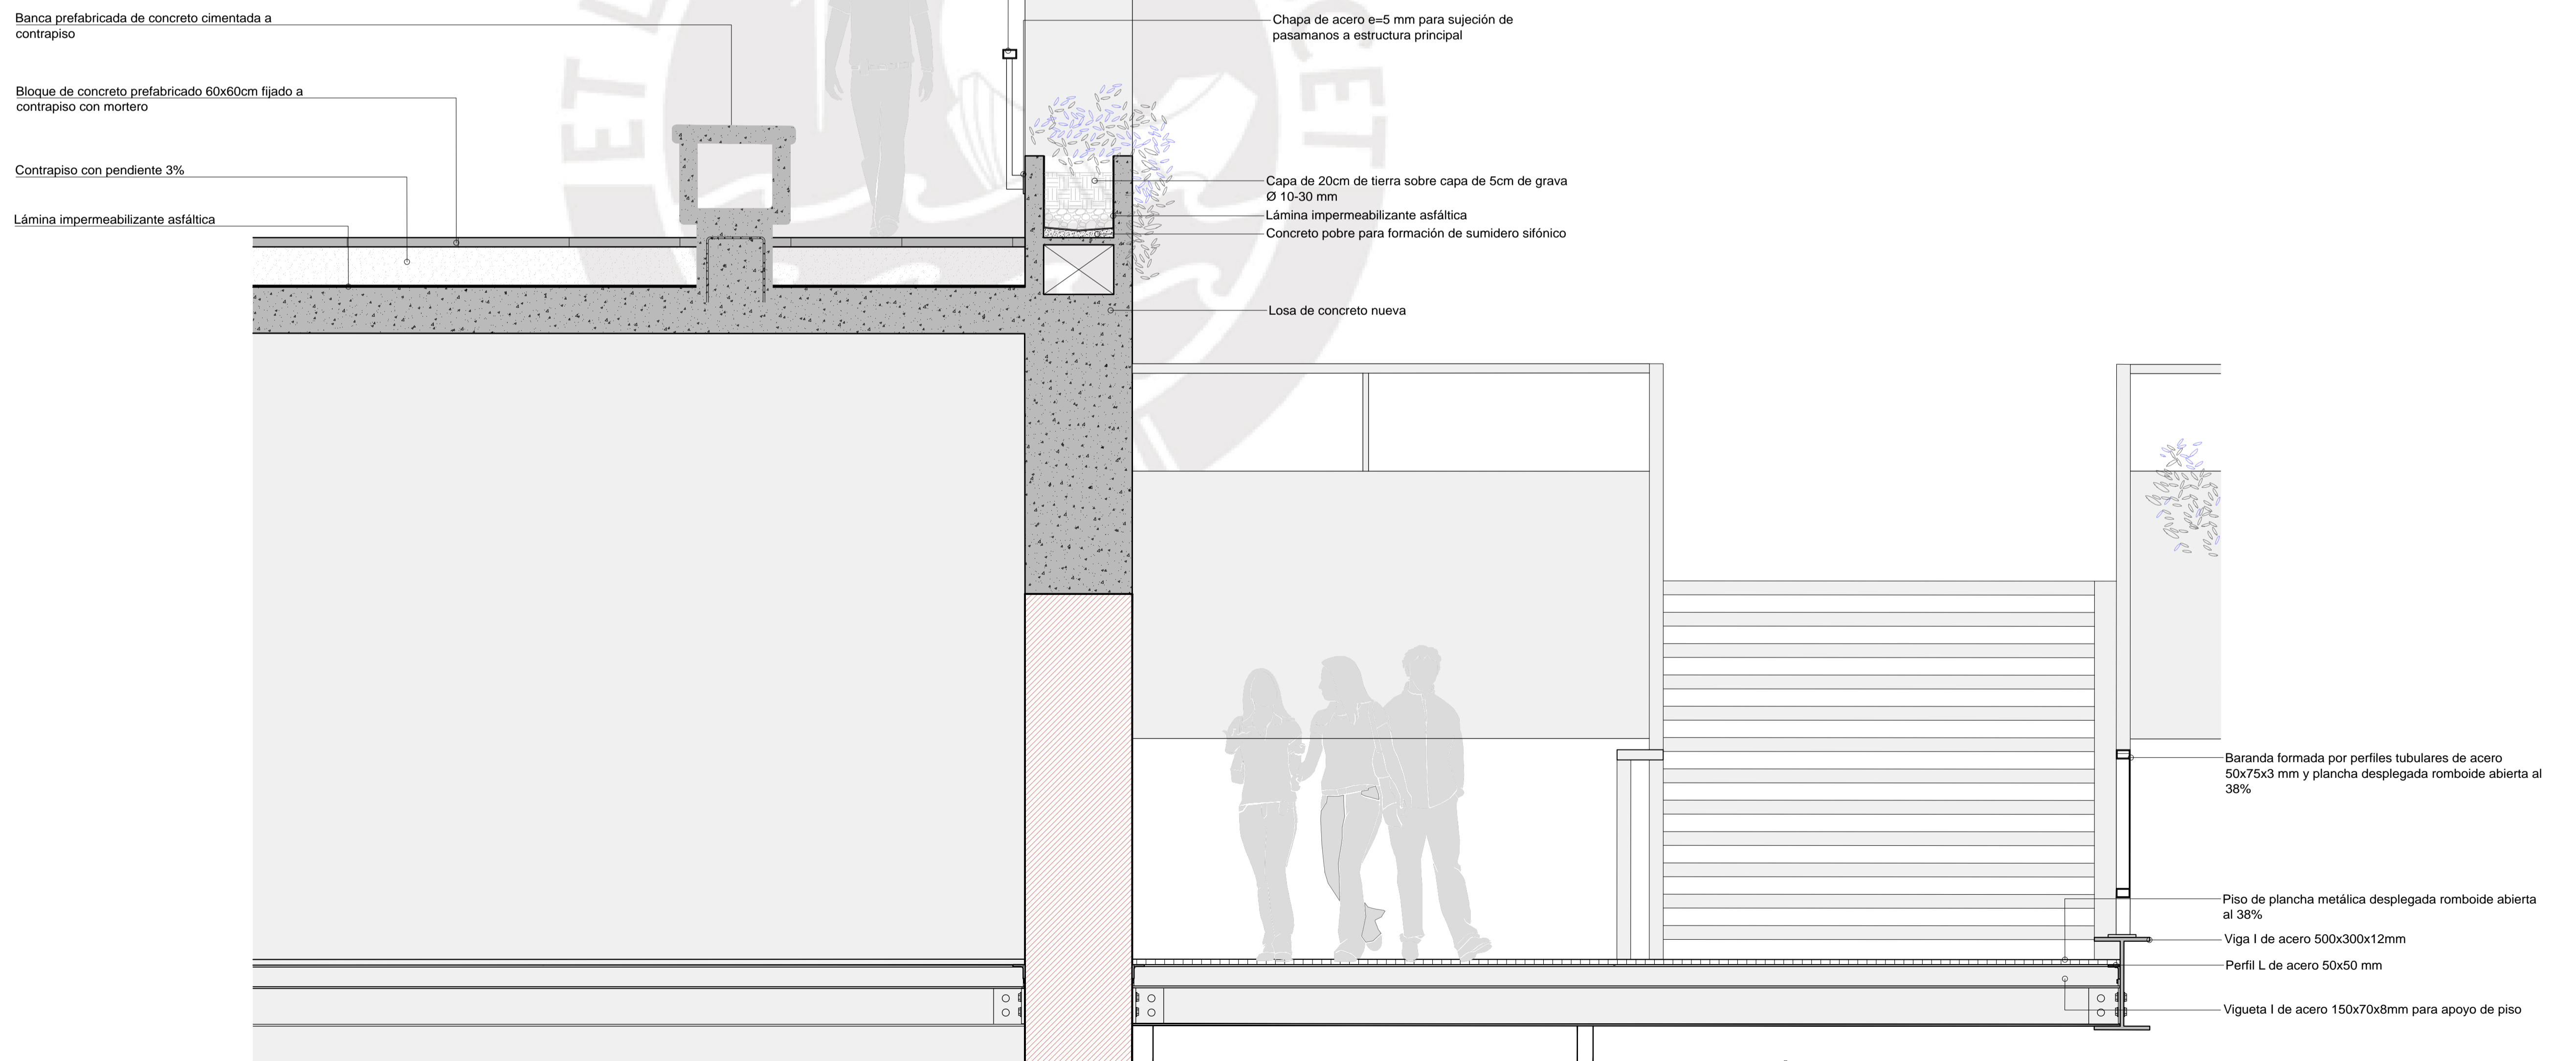 Banca prefabricada de concreto cimentada a
contrapiso
Bloque de concreto prefabricado 60x60cm fijado a
contrapiso con mortero
Contrapiso con pendiente 3%
Lámina impermeabilizante asfáltica
Chapa de acero e=5 mm para sujeción de
pasamanos a estructura principal
Capa de 20cm de tierra sobre capa de 5cm de grava
Ø 10-30 mm
Lámina impermeabilizante asfáltica
Concreto pobre para formación de sumidero sifónico
Losa de concreto nueva
Baranda formada por perfiles tubulares de acero
50x75x3 mm y plancha desplegada romboide abierta al
38%
Piso de plancha metálica desplegada romboide abierta
al 38%
Viga I de acero 500x300x12mm
Perfil L de acero 50x50 mm
Vigueta I de acero 150x70x8mm para apoyo de piso
ET L
CET